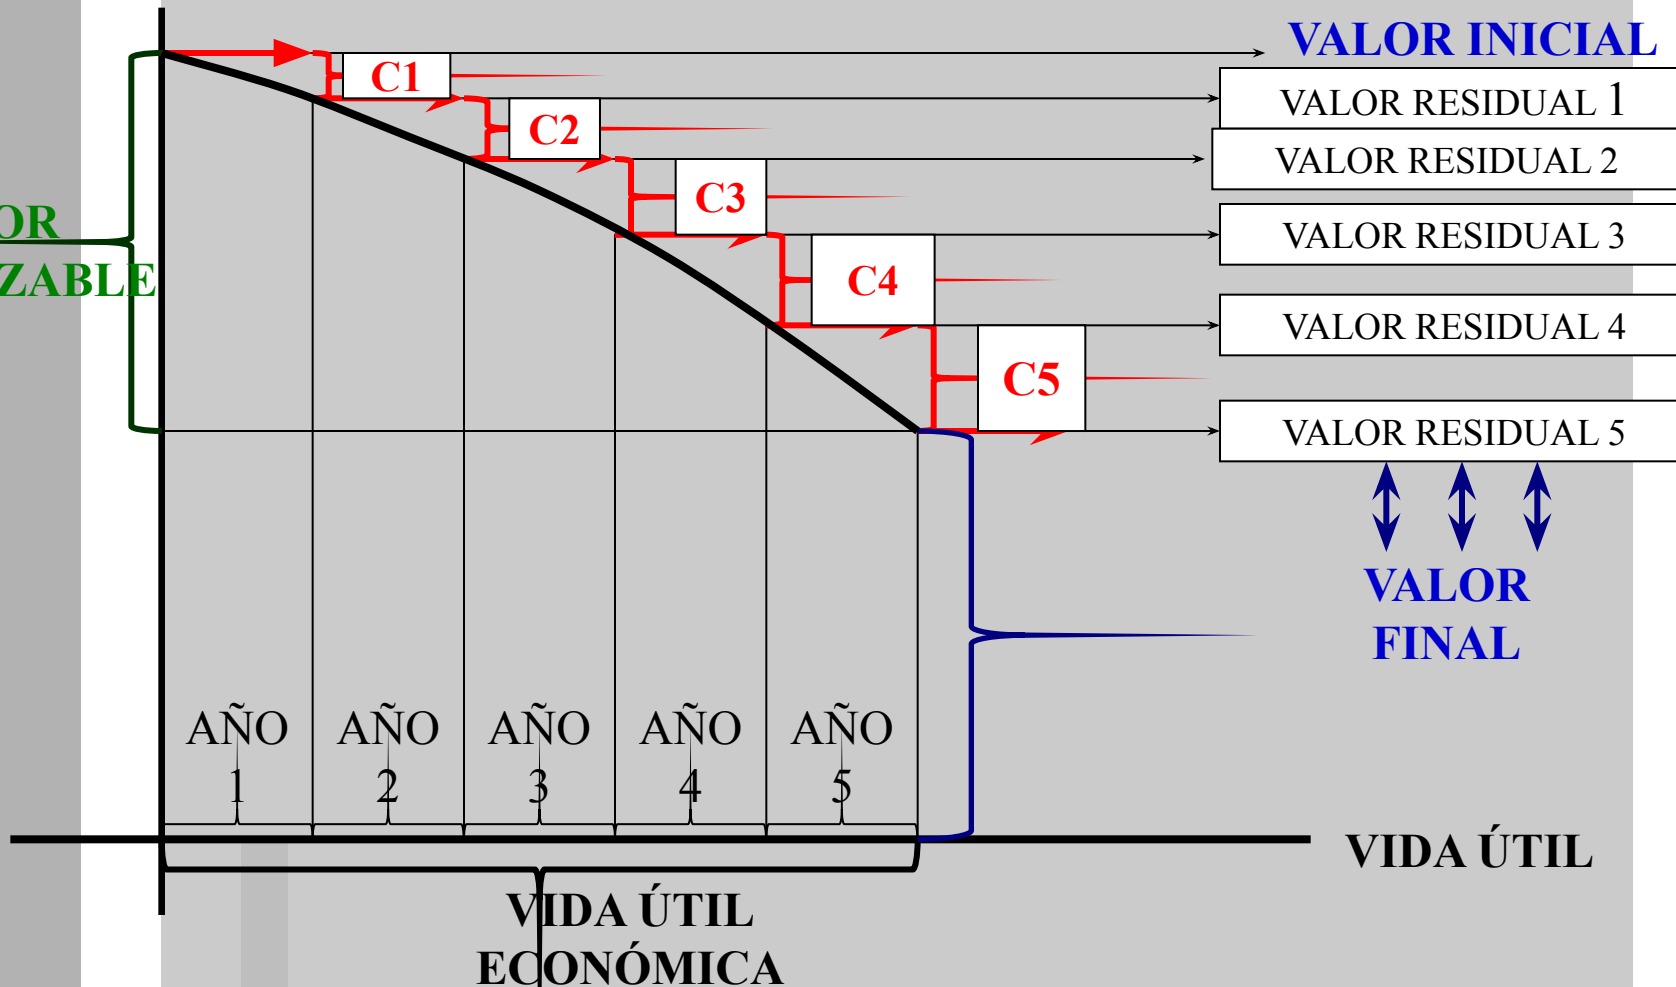 VALOR INICIAL
C1
VALOR RESIDUAL 1
C2
VALOR RESIDUAL 2
C3
OR
VALOR RESIDUAL 3
ZABLE
C4
VALOR RESIDUAL 4
C5
VALOR RESIDUAL 5
VALOR
FINAL
AÑO
1
AÑO
2
AÑO
3
AÑO
4
AÑO
5
VIDA ÚTIL
VIDA ÚTIL
ECONÓMICA